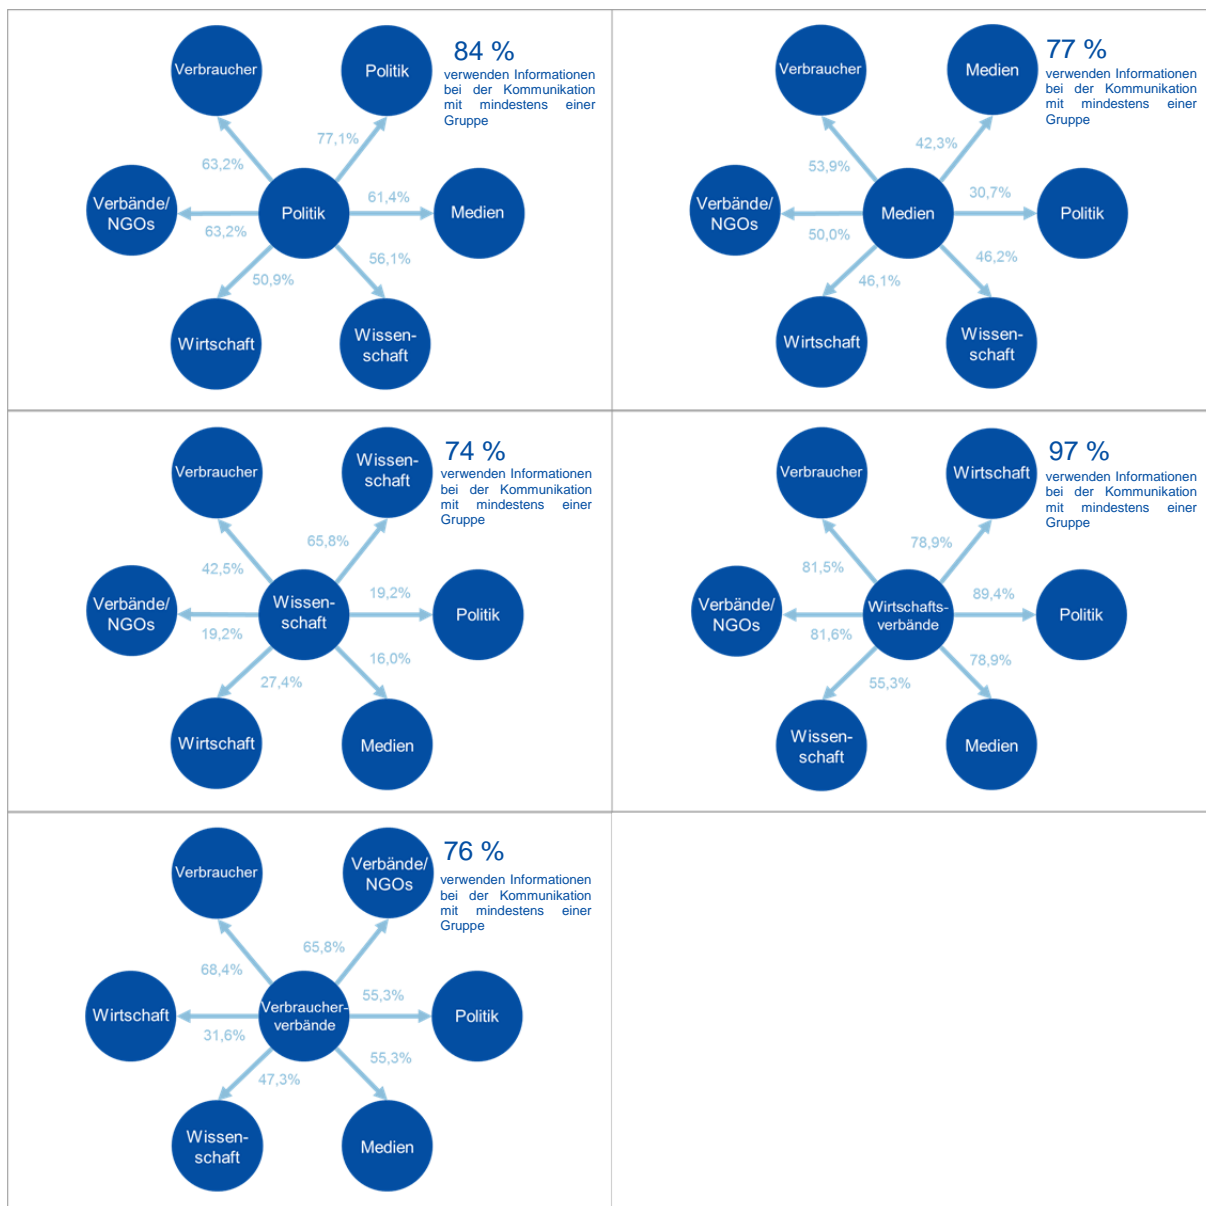 84 %
verwenden Informationen
bei der Kommunikation
mit mindestens einer
Gruppe
Verbraucher
Politik
77,1%
63,2%
Verbände/
NGOs
Politik
61,4%
Medien
63,2%
56,1%
50,9%
Wirtschaft
Wissen-
schaft
77 %
verwenden Informationen
bei der Kommunikation
mit mindestens einer
Gruppe
Verbraucher
Medien
42,3%
53,9%
Verbände/
NGOs
Medien
30,7%
Politik
50,0%
46,2%
46,1%
Wirtschaft
Wissen-
schaft
74 %
verwenden Informationen
bei der Kommunikation
mit mindestens einer
Gruppe
Verbraucher
Wissen-
schaft
65,8%
42,5%
Verbände/
NGOs
Wissen-
schaft
19,2%
Politik
19,2%
16,0%
27,4%
Wirtschaft
Medien
97 %
verwenden Informationen
bei der Kommunikation
mit mindestens einer
Gruppe
Verbraucher
Wirtschaft
78,9%
81,5%
Verbände/
NGOs
Wirtschafts-
verbände
89,4%
Politik
81,6%
78,9%
55,3%
Wissen-
schaft
Medien
76 %
verwenden Informationen
bei der Kommunikation
mit mindestens einer
Gruppe
Verbraucher
Verbände/
NGOs
65,8%
68,4%
Wirtschaft
Verbraucher-
verbände
55,3%
Politik
31,6%
55,3%
47,3%
Wissen-
schaft
Medien